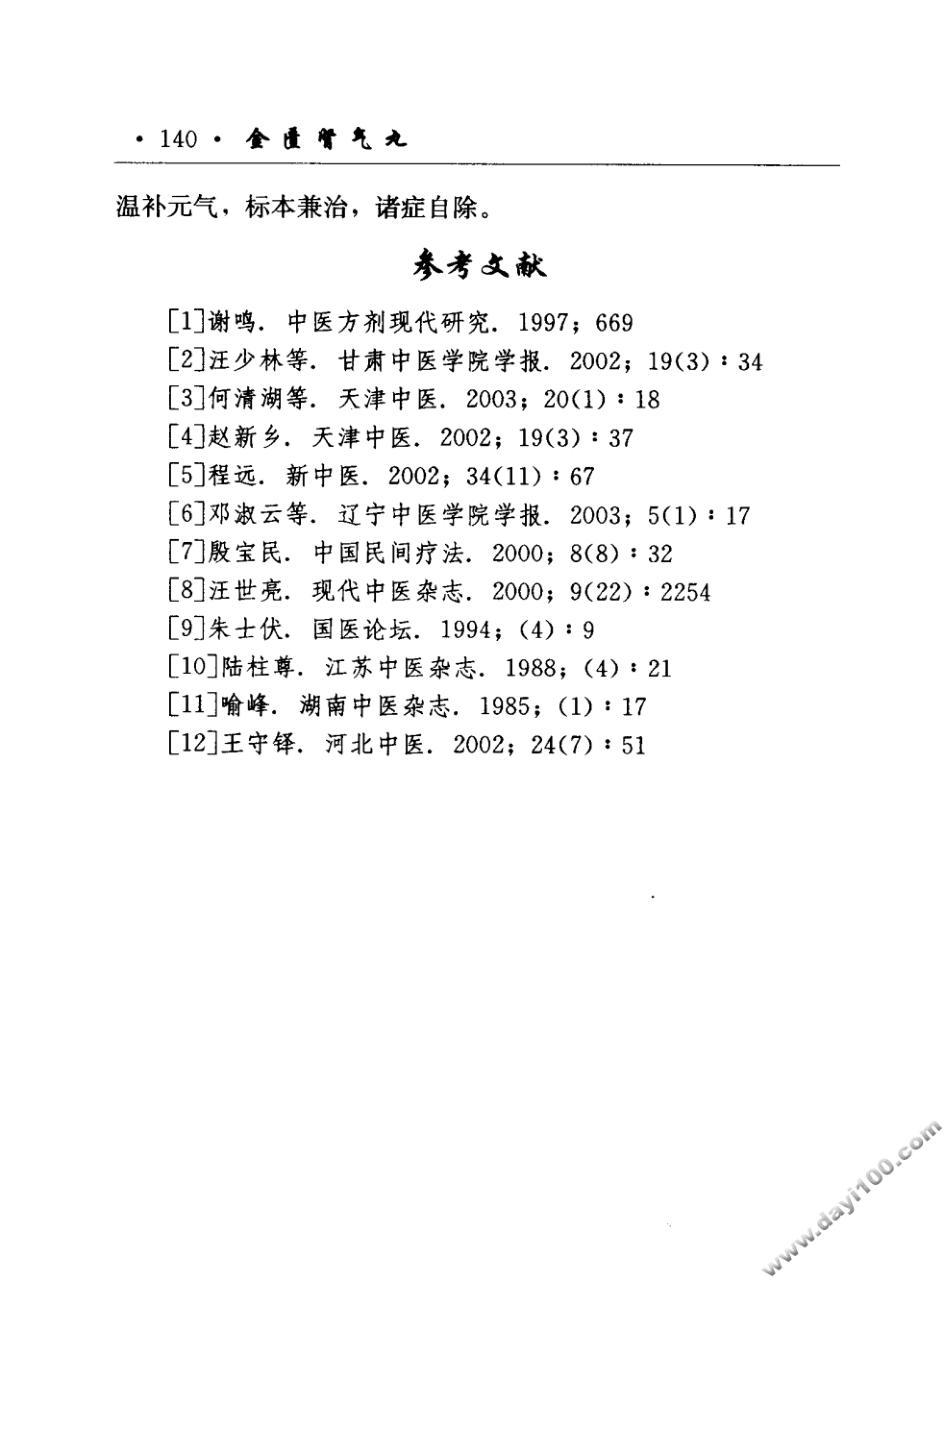 · 140 · 金匮肾气丸
温补元气，标本兼治，诸症自除。
参考文献
[1]谢鸣．中医方剂现代研究．1997；669
[2]汪少林等．甘肃中医学院学报．2002；19(3)：34
[3]何清湖等．天津中医．2003；20(1)：18
[4]赵新乡．天津中医．2002；19(3)：37
[5]程远．新中医．2002；34(11)：67
[6]邓淑云等．辽宁中医学院学报．2003；5(1)：17
[7]殷宝民．中国民间疗法．2000；8(8)：32
[8]汪世亮．现代中医杂志．2000；9(22)：2254
[9]朱士伏．国医论坛．1994；(4)：9
[10]陆柱尊．江苏中医杂志．1988；(4)：21
[11]喻峰．湖南中医杂志．1985；(1)：17
[12]王守铎．河北中医．2002；24(7)：51
www.dayi100.com